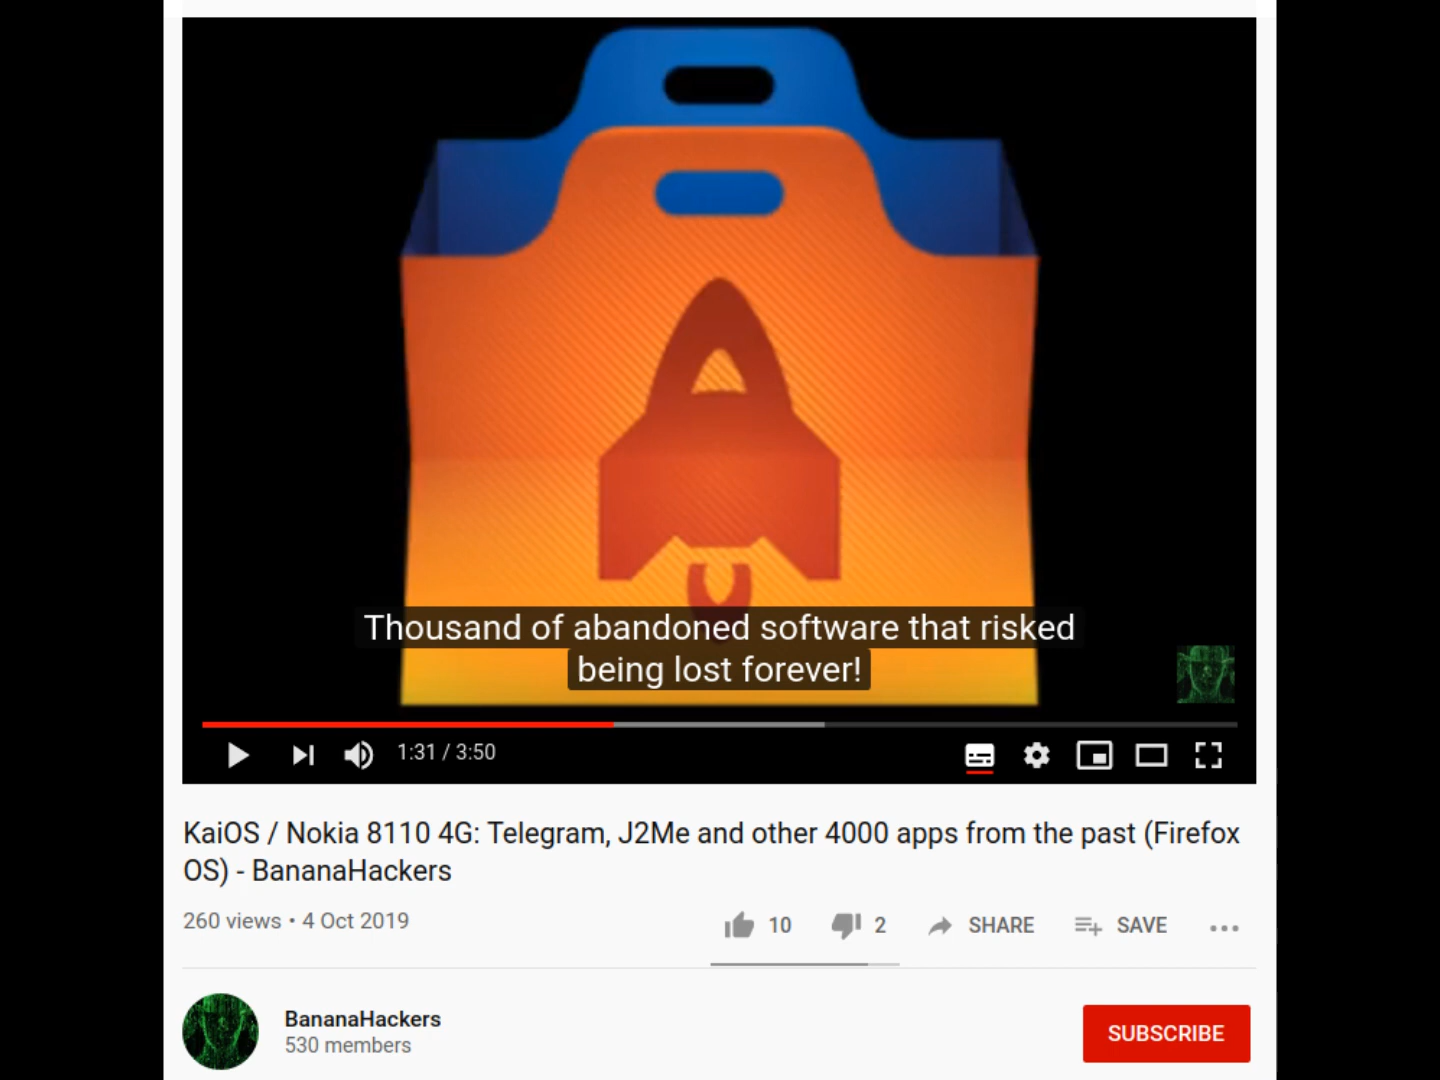 Thousand of abandoned software that risked
being lost forever!
1:31 / 3:50
KaiOS / Nokia 8110 4G: Telegram, J2Me and other 4000 apps from the past (Firefox
OS) - BananaHackers
260 views • 4 Oct 2019
10
2
SHARE
SAVE
BananaHackers
530 members
SUBSCRIBE